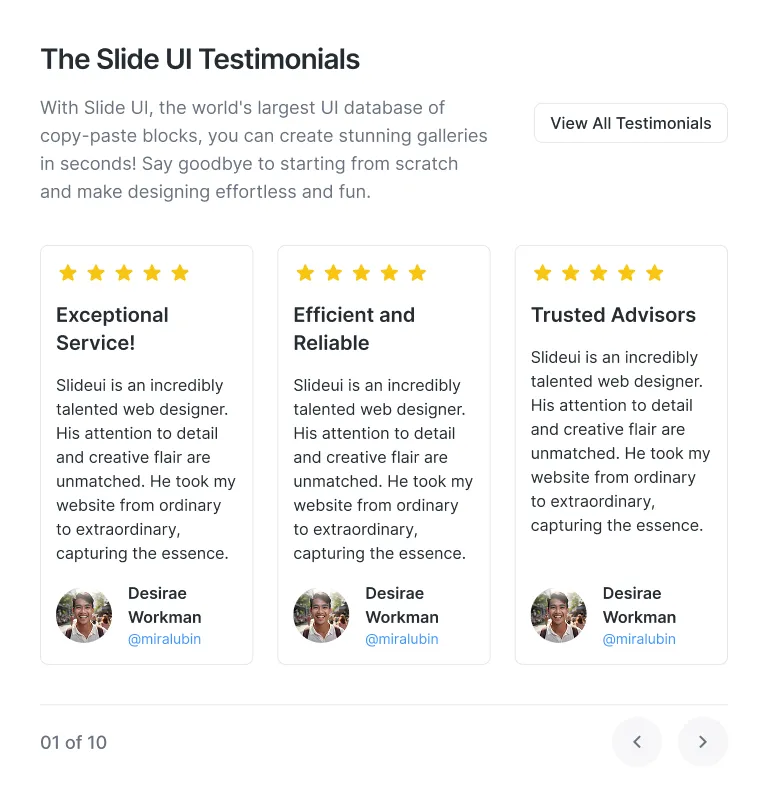 The Slide UI Testimonials
With Slide UI, the world's largest UI database of
copy-paste blocks, you can create stunning galleries
in seconds! Say goodbye to starting from scratch
and make designing effortless and fun.
View All Testimonials
Exceptional
Service!
Slideui is an incredibly
talented web designer.
His attention to detail
and creative flair are
unmatched. He took my
website from ordinary
to extraordinary,
capturing the essence.
Desirae
Workman
@miralubin
Efficient and
Reliable
Slideui is an incredibly
talented web designer.
His attention to detail
and creative flair are
unmatched. He took my
website from ordinary
to extraordinary,
capturing the essence.
Desirae
Workman
@miralubin
Trusted Advisors
Slideui is an incredibly
talented web designer.
His attention to detail
and creative flair are
unmatched. He took my
website from ordinary
to extraordinary,
capturing the essence.
Desirae
Workman
@miralubin
01 of 10